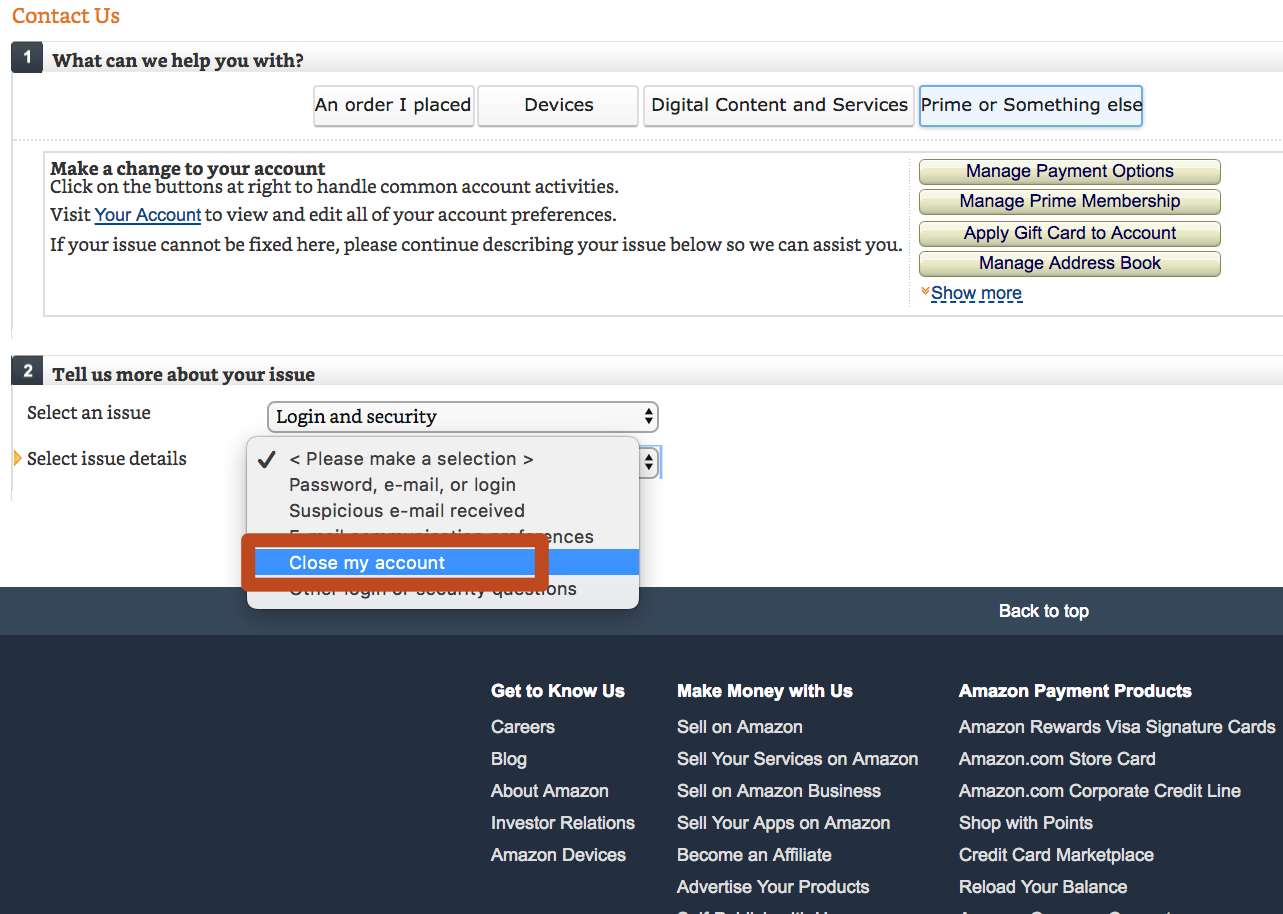 Contact Us
1 What can we help you with?
An order I placed Devices Digital Content and Services Prime or Something else
Make a change to your account
Click on the buttons at right to handle common account activities.
Visit Your Account to view and edit all of your account preferences.
If your issue cannot be fixed here, please continue describing your issue below so we can assist you.
Manage Payment Options
Manage Prime Membership
Apply Gift Card to Account
Manage Address Book
Show more
2 Tell us more about your issue
Select an issue Login and security
Select issue details
✓ < Please make a selection >
Password, e-mail, or login
Suspicious e-mail received
E-mail communication preferences
Close my account
Other login or security questions
Back to top
Get to Know Us
Careers
Blog
About Amazon
Investor Relations
Amazon Devices
Make Money with Us
Sell on Amazon
Sell Your Services on Amazon
Sell on Amazon Business
Sell Your Apps on Amazon
Become an Affiliate
Advertise Your Products
Amazon Payment Products
Amazon Rewards Visa Signature Cards
Amazon.com Store Card
Amazon.com Corporate Credit Line
Shop with Points
Credit Card Marketplace
Reload Your Balance